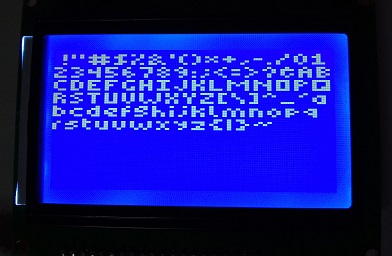 !"#$%&'()*+,-./01
23456789:;<=>?@AB
CDEFGHIJKLMNOPQ
RSTUVWXYZ[\]^_`a
bcdefghijklmnopq
rstuvwxyz{|}~